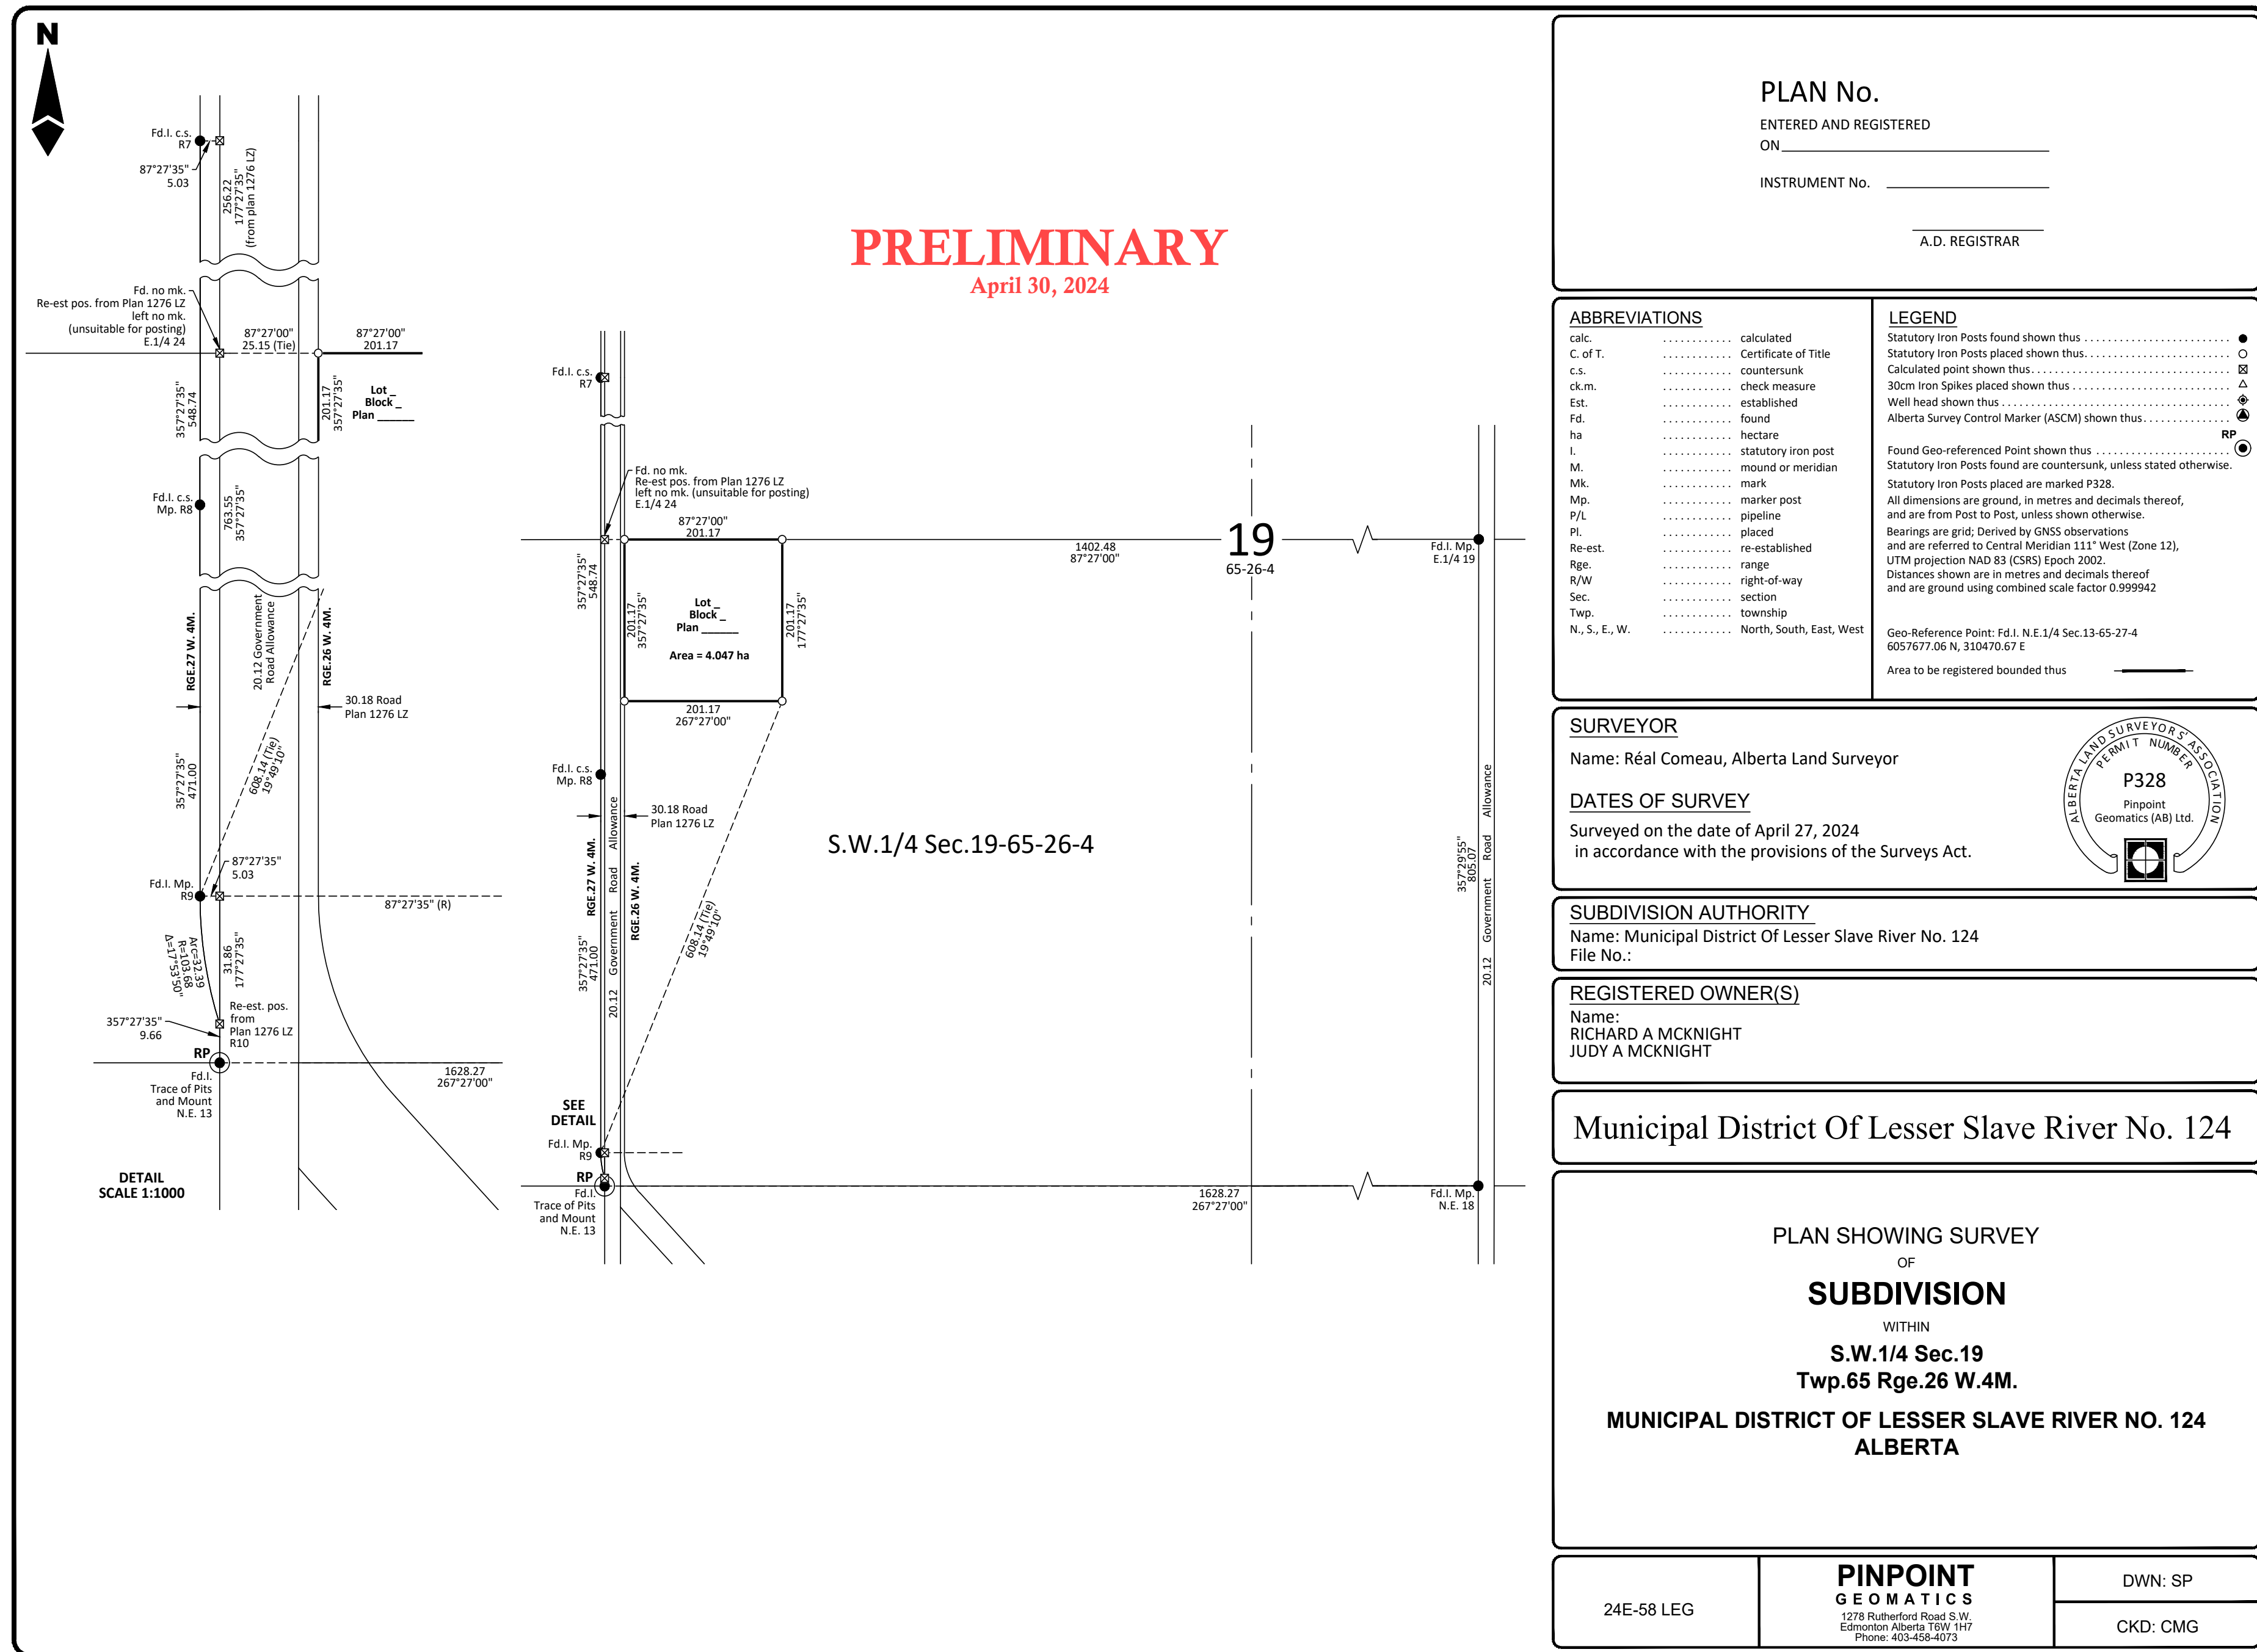 N
Fd.I. c.s.
R7
87°27'35"
5.03
256.22
177°27'35"
(from plan 1276 LZ)
Fd. no mk.
Re-est pos. from Plan 1276 LZ
left no mk.
(unsuitable for posting)
E.1/4 24
87°27'00"
25.15 (Tie)
87°27'00"
201.17
357°27'35"
548.74
201.17
357°27'35"
Lot _
Block _
Plan ______
Fd.I. c.s.
Mp. R8
763.55
357°27'35"
RGE.27 W. 4M.
20.12 Government
Road Allowance
RGE.26 W. 4M.
30.18 Road
Plan 1276 LZ
357°27'35"
471.00
608.14 (Tie)
19°49'10"
Fd.I. Mp.
R9
87°27'35"
5.03
87°27'35" (R)
Arc=32.39
R=103.68
Δ=17°53'50"
31.86
177°27'35"
Re-est. pos.
from
Plan 1276 LZ
R10
357°27'35"
9.66
RP
Fd.I.
Trace of Pits
and Mount
N.E. 13
1628.27
267°27'00"
DETAIL
SCALE 1:1000
PRELIMINARY
April 30, 2024
Fd.I. c.s.
R7
Fd. no mk.
Re-est pos. from Plan 1276 LZ
left no mk. (unsuitable for posting)
E.1/4 24
87°27'00"
201.17
1402.48
87°27'00"
19
65-26-4
Fd.I. Mp.
E.1/4 19
357°27'35"
548.74
201.17
357°27'35"
Lot _
Block _
Plan ______
Area = 4.047 ha
201.17
177°27'35"
201.17
267°27'00"
Fd.I. c.s.
Mp. R8
30.18 Road
Plan 1276 LZ
RGE.27 W. 4M.
20.12 Government Road Allowance
RGE.26 W. 4M.
S.W.1/4 Sec.19-65-26-4
357°27'35"
471.00
608.14 (Tie)
19°49'10"
357°29'55"
805.07
20.12 Government Road Allowance
SEE
DETAIL
Fd.I. Mp.
R9
RP
Fd.I.
Trace of Pits
and Mount
N.E. 13
1628.27
267°27'00"
Fd.I. Mp.
N.E. 18
PLAN No.
ENTERED AND REGISTERED
ON
INSTRUMENT No.
A.D. REGISTRAR
ABBREVIATIONS
calc. ........... calculated
C. of T. ........... Certificate of Title
c.s. ........... countersunk
ck.m. ........... check measure
Est. ........... established
Fd. ........... found
ha ........... hectare
I. ........... statutory iron post
M. ........... mound or meridian
Mk. ........... mark
Mp. ........... marker post
P/L ........... pipeline
Pl. ........... placed
Re-est. ........... re-established
Rge. ........... range
R/W ........... right-of-way
Sec. ........... section
Twp. ........... township
N., S., E., W. ........... North, South, East, West
LEGEND
Statutory Iron Posts found shown thus
Statutory Iron Posts placed shown thus
Calculated point shown thus
30cm Iron Spikes placed shown thus
Well head shown thus
Alberta Survey Control Marker (ASCM) shown thus
RP
Found Geo-referenced Point shown thus
Statutory Iron Posts found are countersunk, unless stated otherwise.
Statutory Iron Posts placed are marked P328.
All dimensions are ground, in metres and decimals thereof,
and are from Post to Post, unless shown otherwise.
Bearings are grid; Derived by GNSS observations
and are referred to Central Meridian 111° West (Zone 12),
UTM projection NAD 83 (CSRS) Epoch 2002.
Distances shown are in metres and decimals thereof
and are ground using combined scale factor 0.999942
Geo-Reference Point: Fd.I. N.E.1/4 Sec.13-65-27-4
6057677.06 N, 310470.67 E
Area to be registered bounded thus
SURVEYOR
Name: Réal Comeau, Alberta Land Surveyor
DATES OF SURVEY
Surveyed on the date of April 27, 2024
in accordance with the provisions of the Surveys Act.
ALBERTA LAND SURVEYORS' ASSOCIATION
PERMIT NUMBER
P328
Pinpoint
Geomatics (AB) Ltd.
SUBDIVISION AUTHORITY
Name: Municipal District Of Lesser Slave River No. 124
File No.:
REGISTERED OWNER(S)
Name:
RICHARD A MCKNIGHT
JUDY A MCKNIGHT
Municipal District Of Lesser Slave River No. 124
PLAN SHOWING SURVEY
OF
SUBDIVISION
WITHIN
S.W.1/4 Sec.19
Twp.65 Rge.26 W.4M.
MUNICIPAL DISTRICT OF LESSER SLAVE RIVER NO. 124
ALBERTA
24E-58 LEG
PINPOINT
GEOMATICS
1278 Rutherford Road S.W.
Edmonton Alberta T6W 1H7
Phone: 403-458-4073
DWN: SP
CKD: CMG